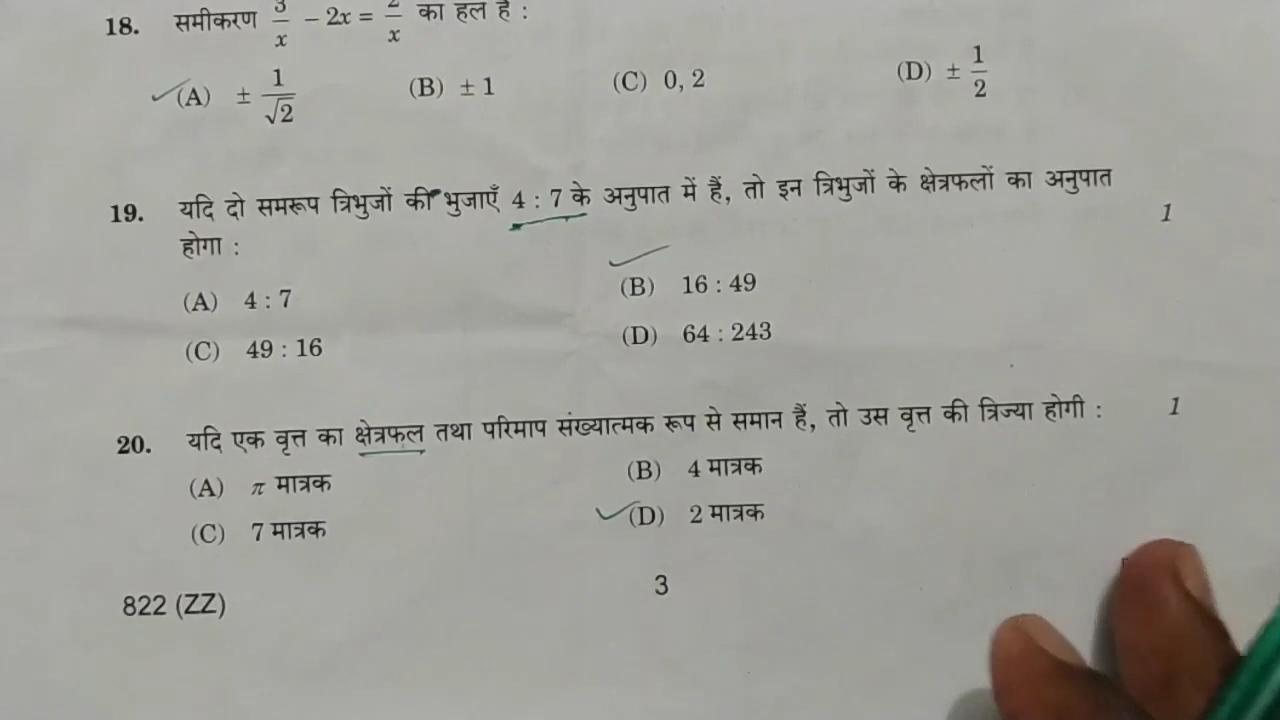 18. समीकरण 3/x - 2x = 2/x का हल है :
(A) ± 1/√2 (B) ± 1 (C) 0, 2 (D) ± 1/2
19. यदि दो समरूप त्रिभुजों की भुजाएँ 4 : 7 के अनुपात में हैं, तो इन त्रिभुजों के क्षेत्रफलों का अनुपात
होगा : 1
(A) 4 : 7 (B) 16 : 49
(C) 49 : 16 (D) 64 : 243
20. यदि एक वृत्त का क्षेत्रफल तथा परिमाप संख्यात्मक रूप से समान हैं, तो उस वृत्त की त्रिज्या होगी : 1
(A) π मात्रक (B) 4 मात्रक
(C) 7 मात्रक (D) 2 मात्रक
822 (ZZ) 3